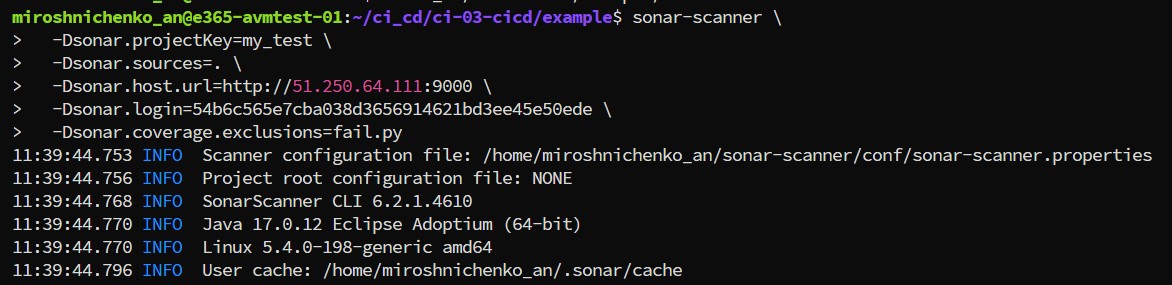 miroshnichenko_an@e365-avmtest-01:~/ci_cd/ci-03-cicd/example$ sonar-scanner \
>   -Dsonar.projectKey=my_test \
>   -Dsonar.sources=. \
>   -Dsonar.host.url=http://51.250.64.111:9000 \
>   -Dsonar.login=54b6c565e7cba038d3656914621bd3ee45e50ede \
>   -Dsonar.coverage.exclusions=fail.py
11:39:44.753 INFO  Scanner configuration file: /home/miroshnichenko_an/sonar-scanner/conf/sonar-scanner.properties
11:39:44.756 INFO  Project root configuration file: NONE
11:39:44.768 INFO  SonarScanner CLI 6.2.1.4610
11:39:44.770 INFO  Java 17.0.12 Eclipse Adoptium (64-bit)
11:39:44.770 INFO  Linux 5.4.0-198-generic amd64
11:39:44.796 INFO  User cache: /home/miroshnichenko_an/.sonar/cache